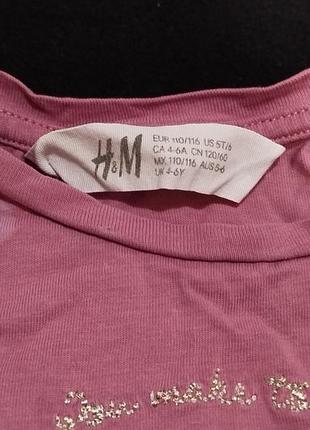 H&M
EUR 110/116 US 5T/6
CA 4-6A CN 120/60
MX 110/116 AUS 5-6
UK 4-6Y
make